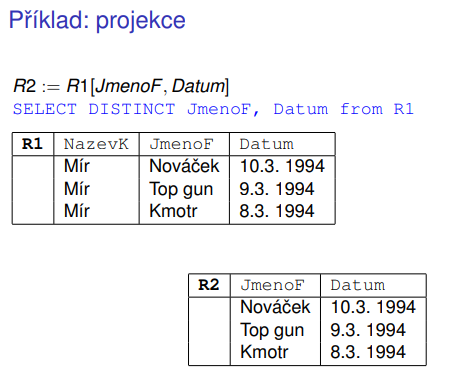 Příklad: projekce
R2 := R1[JmenoF, Datum]
SELECT DISTINCT JmenoF, Datum from R1
R1 NazevK JmenoF Datum
Mír Nováček 10.3. 1994
Mír Top gun 9.3. 1994
Mír Kmotr 8.3. 1994
R2 JmenoF Datum
Nováček 10.3. 1994
Top gun 9.3. 1994
Kmotr 8.3. 1994